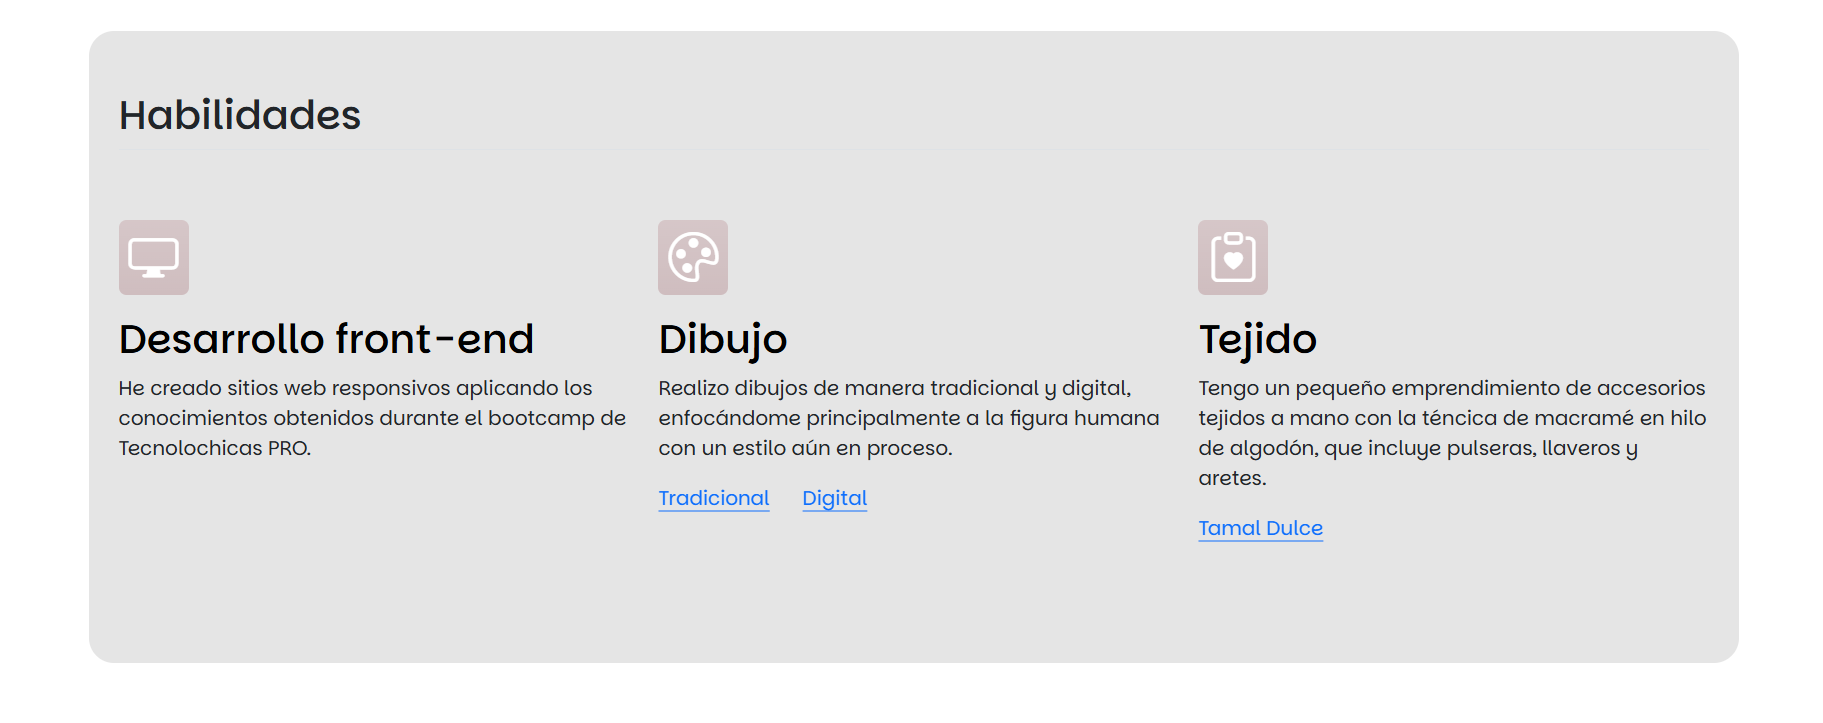 Habilidades
Desarrollo front-end
He creado sitios web responsivos aplicando los
conocimientos obtenidos durante el bootcamp de
Tecnolochicas PRO.
Dibujo
Realizo dibujos de manera tradicional y digital,
enfocándome principalmente a la figura humana
con un estilo aún en proceso.
Tradicional Digital
Tejido
Tengo un pequeño emprendimiento de accesorios
tejidos a mano con la téncica de macramé en hilo
de algodón, que incluye pulseras, llaveros y
aretes.
Tamal Dulce